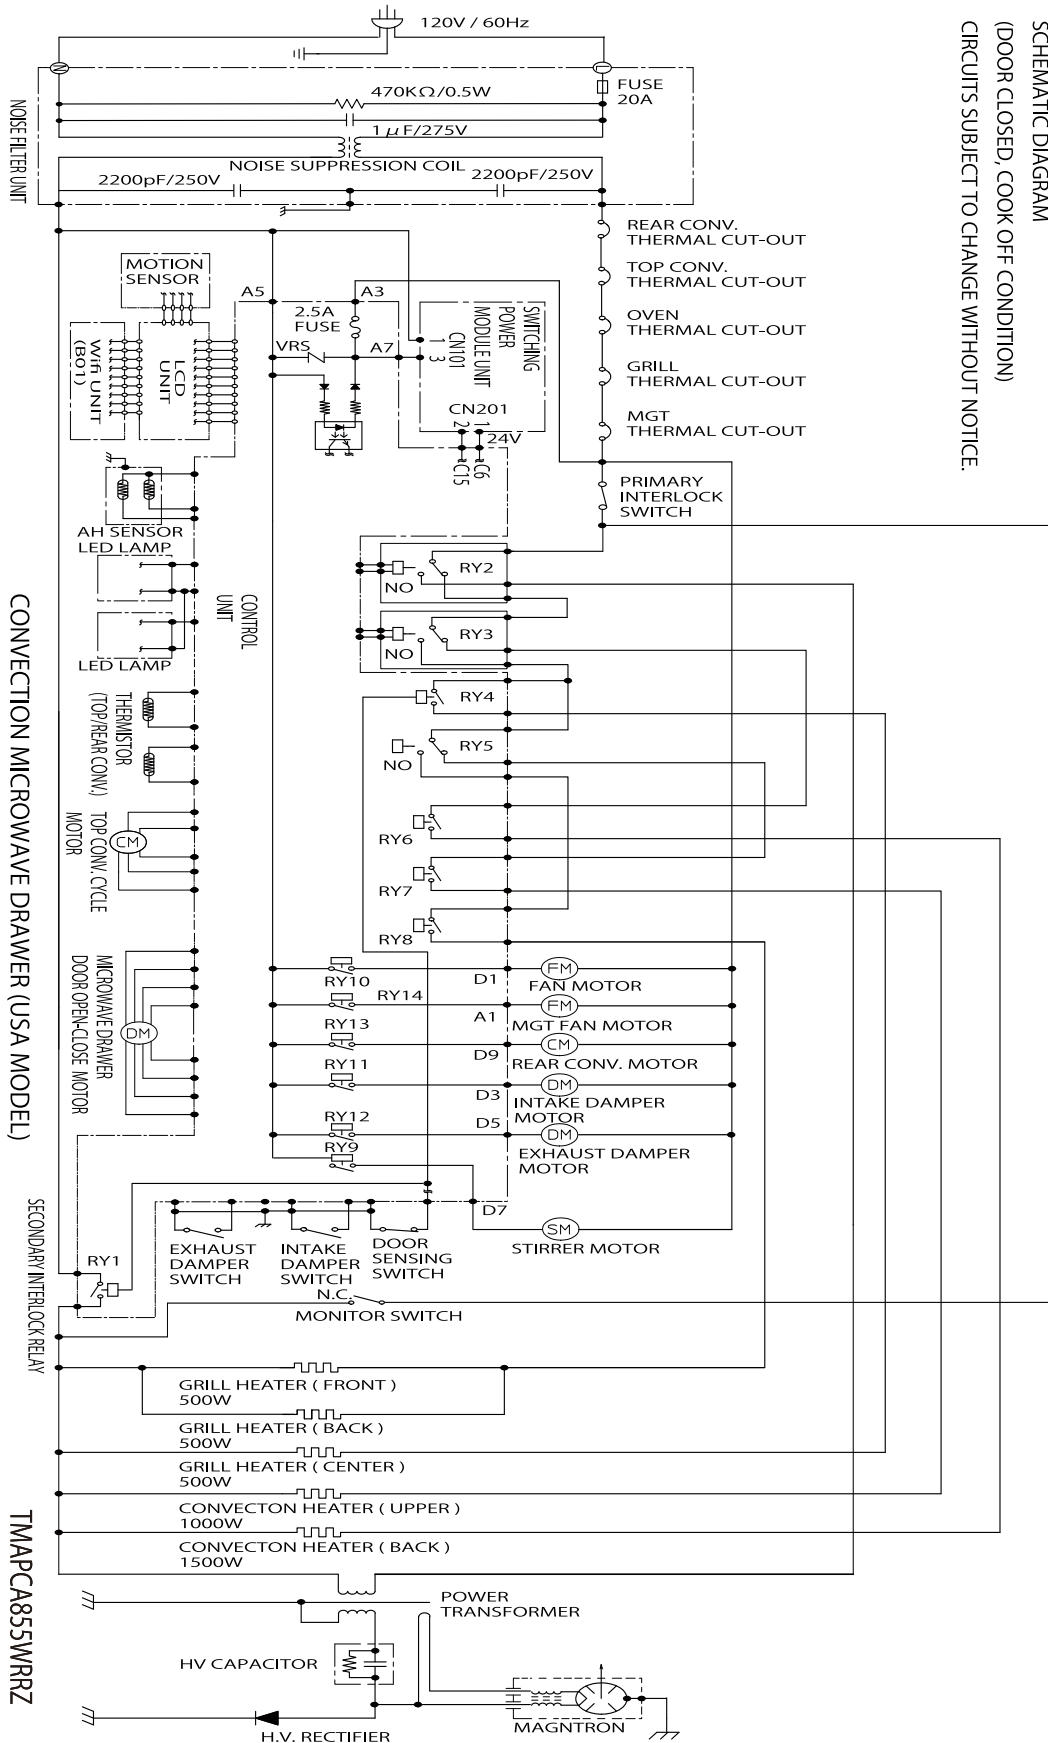 SCHEMATIC DIAGRAM
(DOOR CLOSED, COOK OFF CONDITION)
CIRCUITS SUBJECT TO CHANGE WITHOUT NOTICE.
120V / 60Hz
N
L
FUSE
20A
470KΩ/0.5W
1μF/275V
NOISE SUPPRESSION COIL
2200pF/250V
2200pF/250V
NOISE FILTER UNIT
REAR CONV.
THERMAL CUT-OUT
TOP CONV.
THERMAL CUT-OUT
OVEN
THERMAL CUT-OUT
GRILL
THERMAL CUT-OUT
MGT
THERMAL CUT-OUT
MOTION
SENSOR
A5
A3
2.5A
FUSE
VRS
A7
SWITCHING
POWER
MODULE UNIT
CN101
1 3
CN201
2 1
24V
C15
C6
Wifi UNIT
(B01)
LCD
UNIT
PRIMARY
INTERLOCK
SWITCH
AH SENSOR
LED LAMP
LED LAMP
CONTROL
UNIT
RY2
NO
RY3
NO
RY4
RY5
NO
RY6
RY7
RY8
THERMISTOR
(TOP/REAR CONV.)
CM
TOP CONV. CYCLE
MOTOR
DM
MICROWAVE DRAWER
DOOR OPEN-CLOSE MOTOR
CONVECTION MICROWAVE DRAWER (USA MODEL)
RY10
D1
FM
FAN MOTOR
RY14
RY13
A1
FM
MGT FAN MOTOR
RY11
D9
CM
REAR CONV. MOTOR
D3
DM
INTAKE DAMPER
MOTOR
RY12
D5
DM
EXHAUST DAMPER
MOTOR
RY9
D7
SM
STIRRER MOTOR
EXHAUST
DAMPER
SWITCH
INTAKE
DAMPER
SWITCH
DOOR
SENSING
SWITCH
RY1
SECONDARY INTERLOCK RELAY
N.C.
MONITOR SWITCH
GRILL HEATER ( FRONT )
500W
GRILL HEATER ( BACK )
500W
GRILL HEATER ( CENTER )
500W
CONVECTON HEATER ( UPPER )
1000W
CONVECTON HEATER ( BACK )
1500W
POWER
TRANSFORMER
HV CAPACITOR
H.V. RECTIFIER
MAGNTRON
TMAPCA855WRRZ